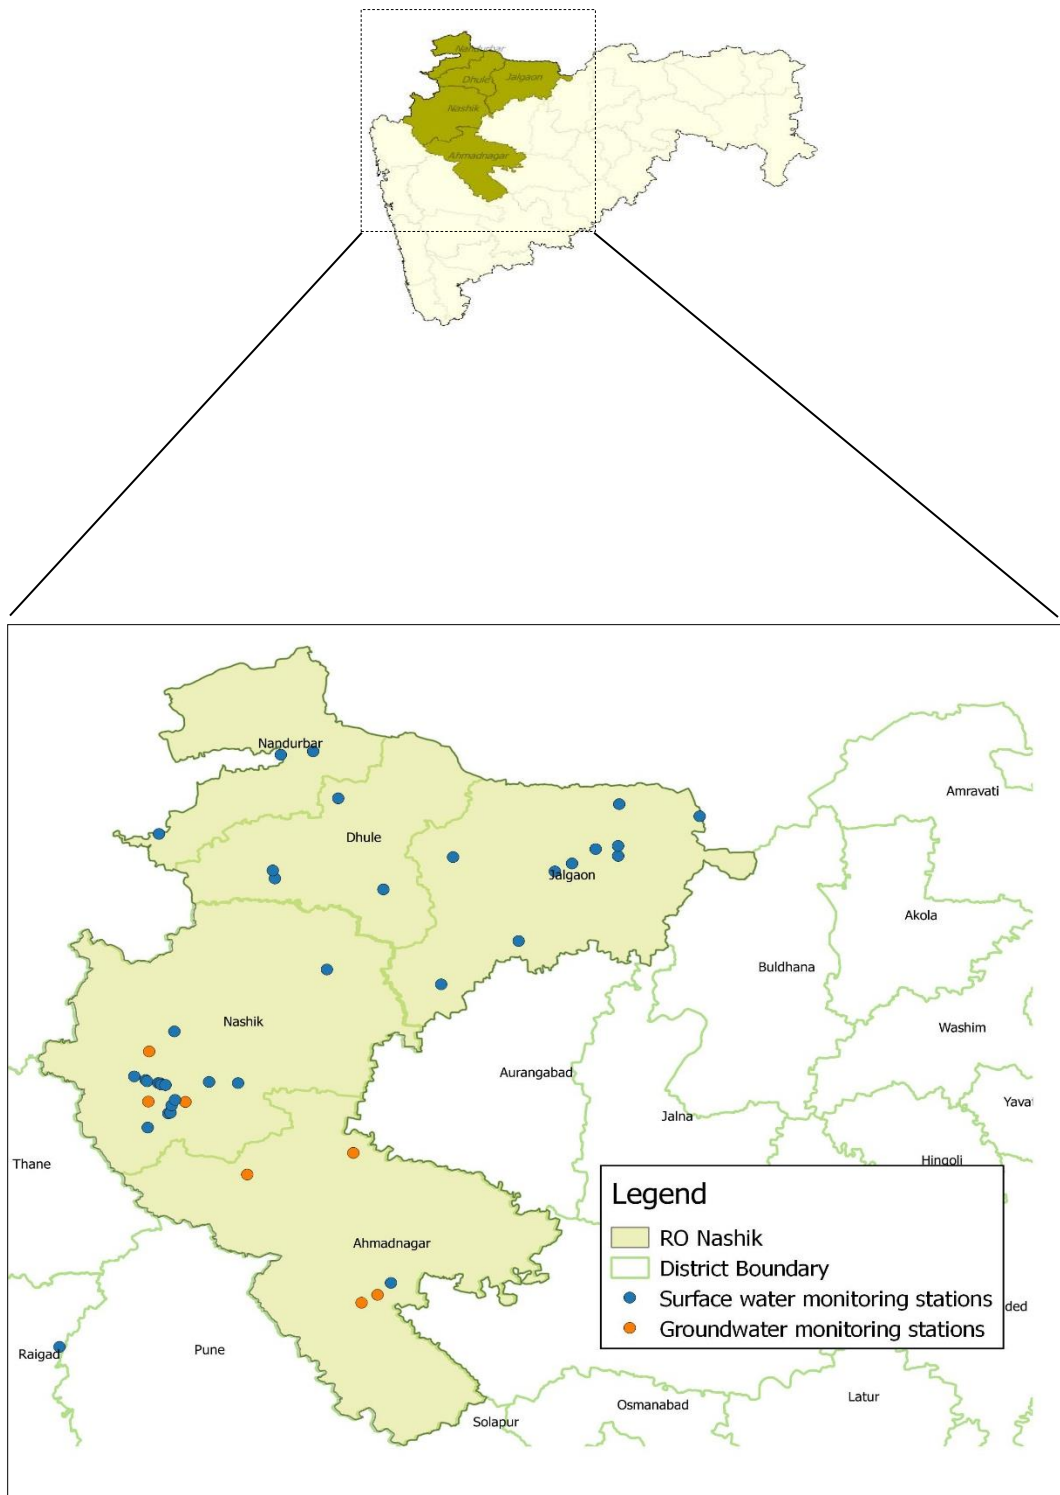 Nandurbar
Dhule
Jalgaon
Nashik
Ahmadnagar
Nandurbar
Amravati
Dhule
Jalgaon
Akola
Buldhana
Nashik
Washim
Aurangabad
Yava
Jalna
Thane
Hingoli
Legend
RO Nashik
Ahmadnagar
District Boundary
Surface water monitoring stations
ded
Groundwater monitoring stations
Raigad
Pune
Latur
Osmanabad
Solapur